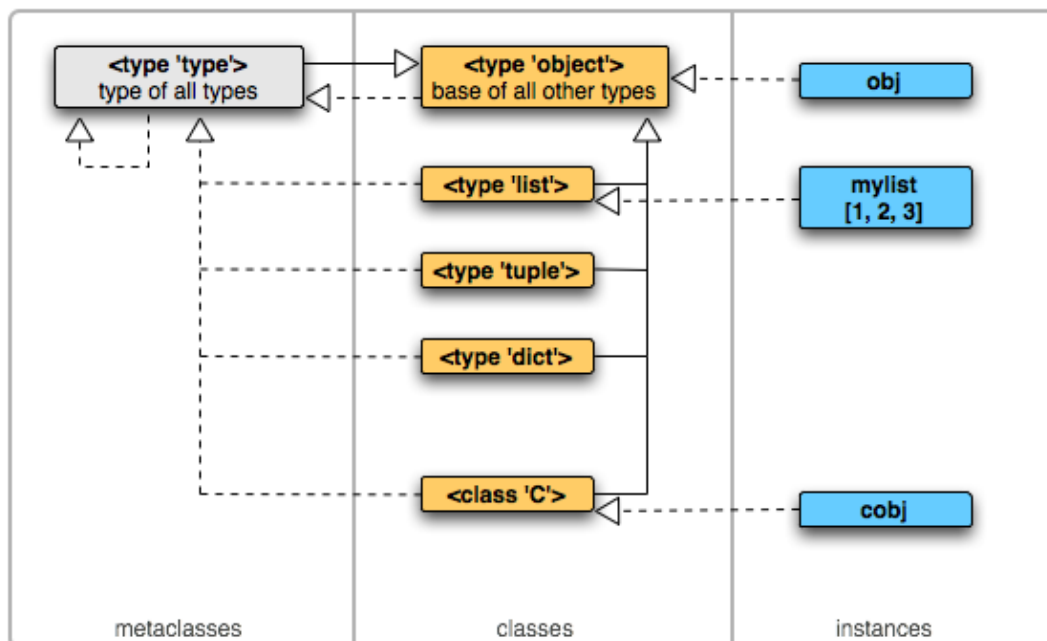 <type 'type'>
type of all types
<type 'object'>
base of all other types
obj
<type 'list'>
mylist
[1, 2, 3]
<type 'tuple'>
<type 'dict'>
<class 'C'>
cobj
metaclasses
classes
instances